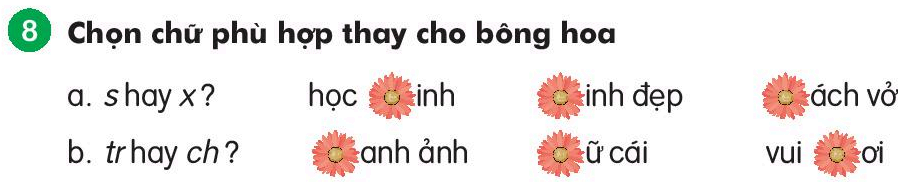 8 Chọn chữ phù hợp thay cho bông hoa
a. s hay x? học inh inh đẹp ách vở
b. tr hay ch? anh ảnh ữ cái vui ơi